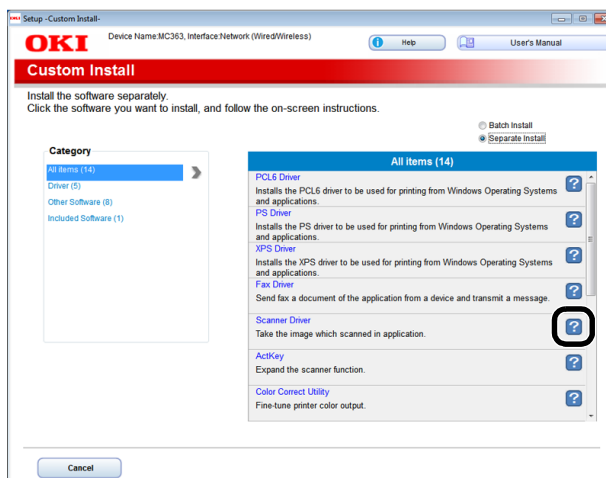 OKI Setup -Custom Install-
OKI Device Name:MC363, Interface:Network (Wired/Wireless)
i Help
User's Manual
Custom Install
Install the software separately.
Click the software you want to install, and follow the on-screen instructions.
Batch Install
Separate Install
Category
All items (14)
Driver (5)
Other Software (8)
Included Software (1)
All items (14)
PCL6 Driver
Installs the PCL6 driver to be used for printing from Windows Operating Systems
and applications.
?
PS Driver
Installs the PS driver to be used for printing from Windows Operating Systems
and applications.
?
XPS Driver
Installs the XPS driver to be used for printing from Windows Operating Systems
and applications.
?
Fax Driver
Send fax a document of the application from a device and transmit a message.
?
Scanner Driver
Take the image which scanned in application.
?
ActKey
Expand the scanner function.
?
Color Correct Utility
Fine-tune printer color output.
?
Cancel